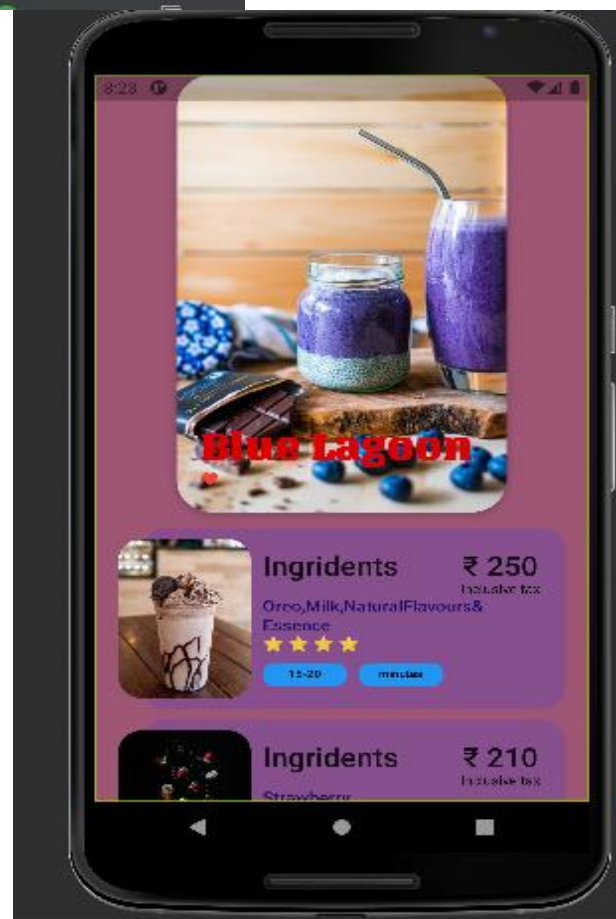 8:23
Blue Lagoon
Ingridents
₹ 250
Inclusive tax
Oreo,Milk,NaturalFlavours&
Essence
15-20
minutes
Ingridents
₹ 210
Inclusive tax
Strawberry